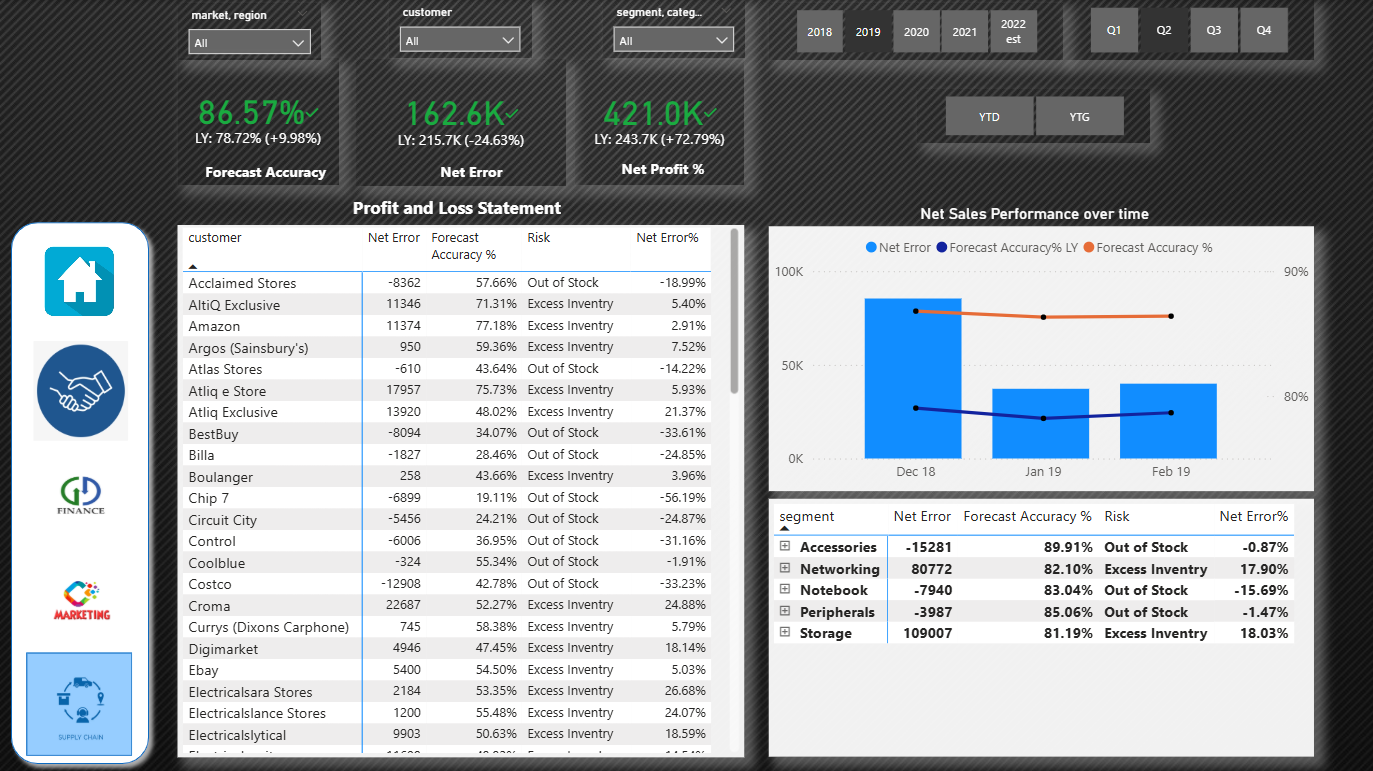 market, region
customer
segment, categ...
All
All
All
2018
2019
2020
2021
2022
est
Q1
Q2
Q3
Q4
YTD
YTG
86.57%
LY: 78.72% (+9.98%)
Forecast Accuracy
162.6K
LY: 215.7K (-24.63%)
Net Error
421.0K
LY: 243.7K (+72.79%)
Net Profit %
Profit and Loss Statement
customer Net Error Forecast Accuracy % Risk Net Error%
Acclaimed Stores -8362 57.66% Out of Stock -18.99%
AltiQ Exclusive 11346 71.31% Excess Inventry 5.40%
Amazon 11374 77.18% Excess Inventry 2.91%
Argos (Sainsbury's) 950 59.36% Excess Inventry 7.52%
Atlas Stores -610 43.64% Out of Stock -14.22%
Atliq e Store 17957 75.73% Excess Inventry 5.93%
Atliq Exclusive 13920 48.02% Excess Inventry 21.37%
BestBuy -8094 34.07% Out of Stock -33.61%
Billa -1827 28.46% Out of Stock -24.85%
Boulanger 258 43.66% Excess Inventry 3.96%
Chip 7 -6899 19.11% Out of Stock -56.19%
Circuit City -5456 24.21% Out of Stock -24.87%
Control -6006 36.95% Out of Stock -31.16%
Coolblue -324 55.34% Out of Stock -1.91%
Costco -12908 42.78% Out of Stock -33.23%
Croma 22687 52.27% Excess Inventry 24.88%
Currys (Dixons Carphone) 745 58.38% Excess Inventry 5.79%
Digimarket 4946 47.45% Excess Inventry 18.14%
Ebay 5400 54.50% Excess Inventry 5.03%
Electricalsara Stores 2184 53.35% Excess Inventry 26.68%
Electricalslance Stores 1200 55.48% Excess Inventry 24.07%
Electricalslytical 9903 50.63% Excess Inventry 18.59%
Net Sales Performance over time
Net Error Forecast Accuracy% LY Forecast Accuracy %
100K
90%
50K
80%
0K
Dec 18
Jan 19
Feb 19
segment Net Error Forecast Accuracy % Risk Net Error%
Accessories -15281 89.91% Out of Stock -0.87%
Networking 80772 82.10% Excess Inventry 17.90%
Notebook -7940 83.04% Out of Stock -15.69%
Peripherals -3987 85.06% Out of Stock -1.47%
Storage 109007 81.19% Excess Inventry 18.03%
FINANCE
MARKETING
SUPPLY CHAIN